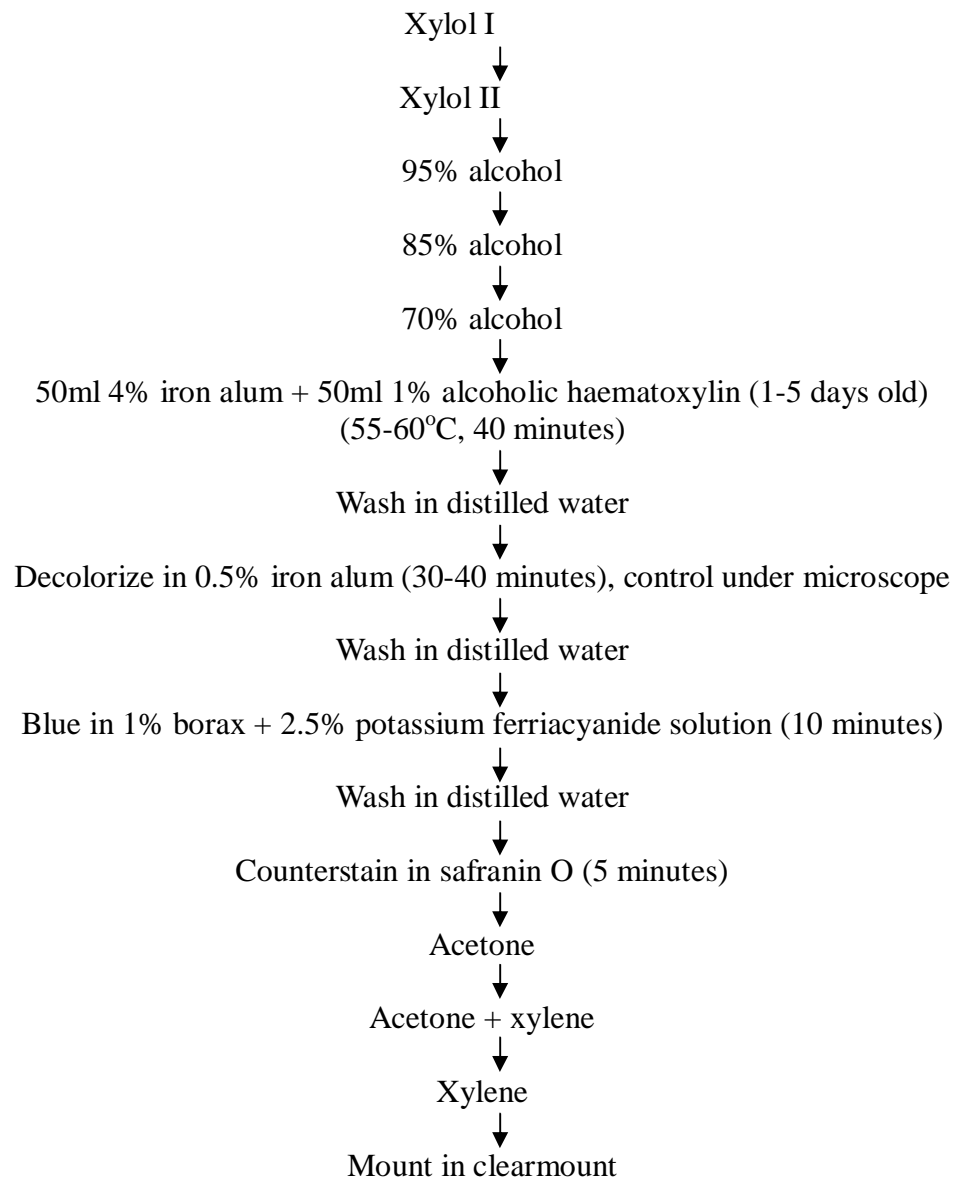 Xylol I
Xylol II
95% alcohol
85% alcohol
70% alcohol
50ml 4% iron alum + 50ml 1% alcoholic haematoxylin (1-5 days old)
(55-60°C, 40 minutes)
Wash in distilled water
Decolorize in 0.5% iron alum (30-40 minutes), control under microscope
Wash in distilled water
Blue in 1% borax + 2.5% potassium ferriacyanide solution (10 minutes)
Wash in distilled water
Counterstain in safranin O (5 minutes)
Acetone
Acetone + xylene
Xylene
Mount in clearmount